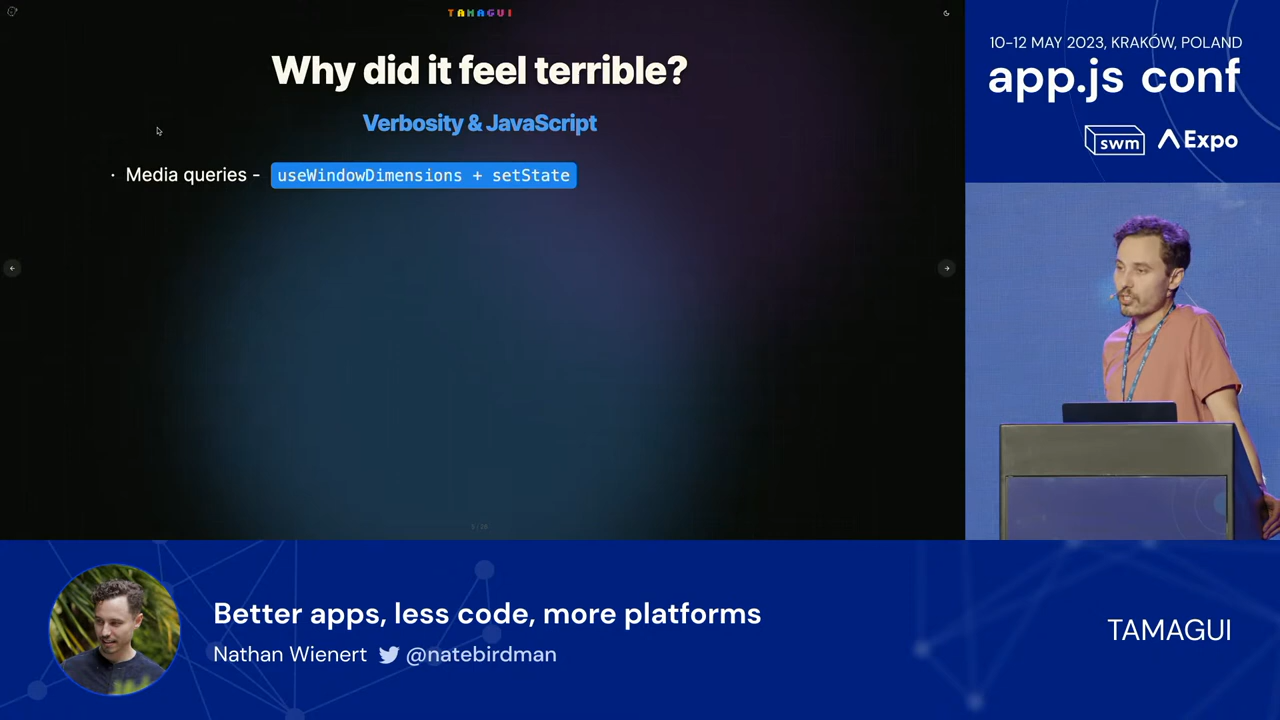 TAMAGUI
Why did it feel terrible?
Verbosity & JavaScript
· Media queries - useWindowDimensions + setState
10-12 MAY 2023, KRAKÓW, POLAND
app.js conf
swm Expo
Better apps, less code, more platforms
Nathan Wienert @natebirdman
TAMAGUI